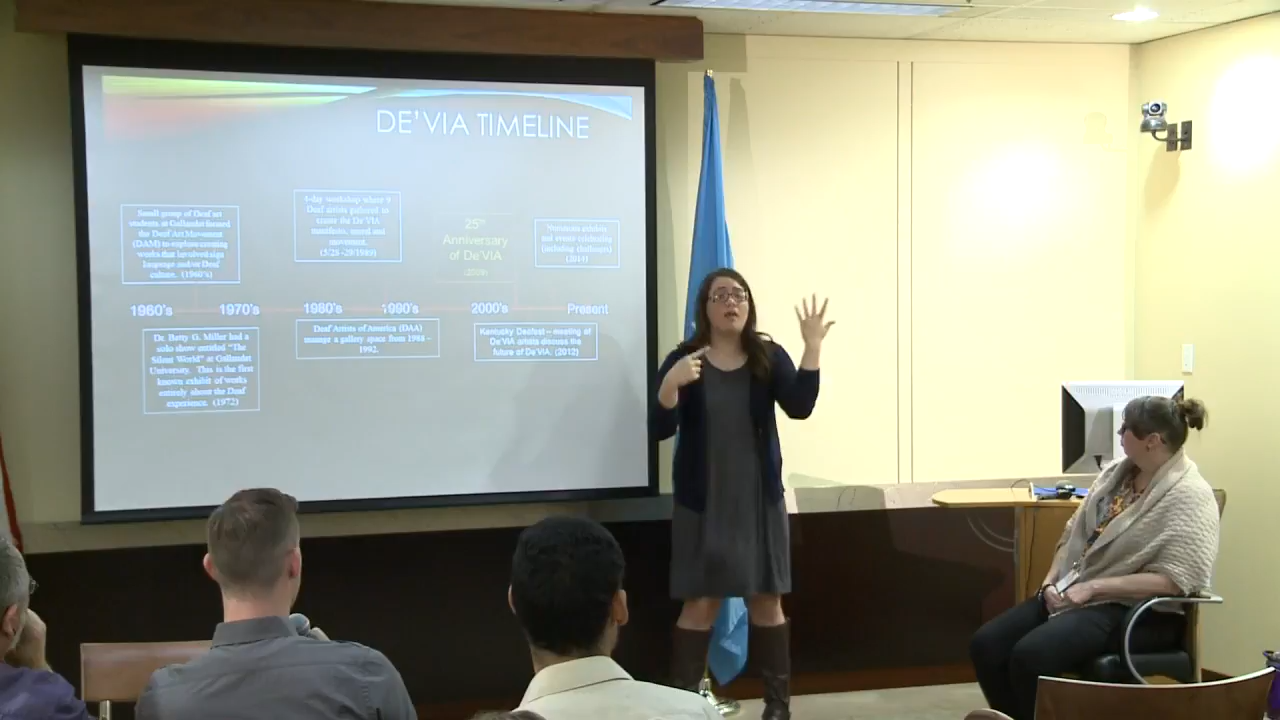 DE'VIA TIMELINE
Small group of Deaf art
students at Gallaudet formed
the Deaf Art Movement
(DAM) to explore creating
works that involved sign
language and/or Deaf
culture. (1960's)
4-day workshop where 9
Deaf artists gathered to
create the De'VIA
manifesto, mural and
movement.
(5/25 -29/1989)
25th
Anniversary
of De'VIA
Numerous exhibits
and events celebrating
(including challenges)
(2014)
1960's 1970's 1980's 1990's 2000's Present
Dr. Betty G. Miller had a
solo show entitled "The
Silent World" at Gallaudet
University. This is the first
known exhibit of works
entirely about the Deaf
experience. (1972)
Deaf Artists of America (DAA)
manage a gallery space from 1988 -
1992.
Kentucky Deafest – meeting of
De'VIA artists discuss the
future of De'VIA. (2012)